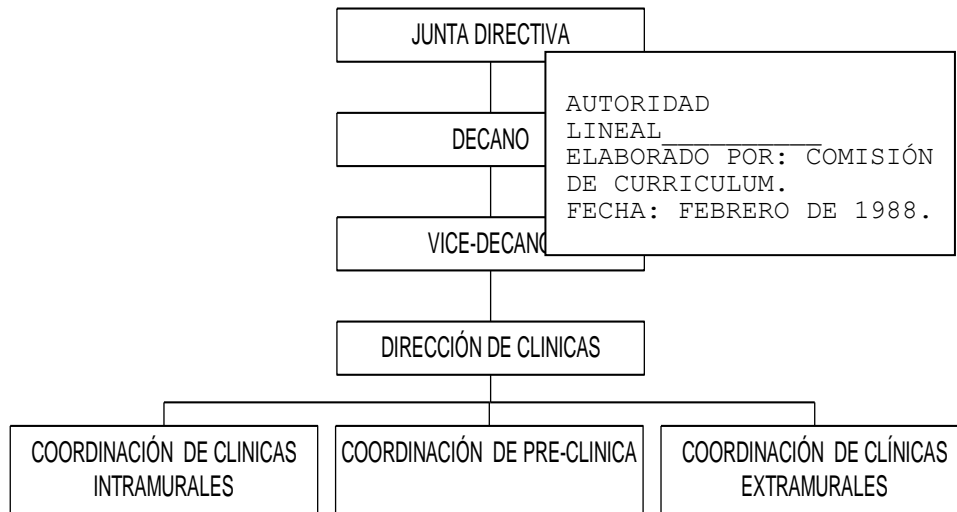 JUNTA DIRECTIVA
AUTORIDAD
LINEAL___________
ELABORADO POR: COMISIÓN
DE CURRICULUM.
FECHA: FEBRERO DE 1988.
DECANO
VICE-DECANO
DIRECCIÓN DE CLINICAS
COORDINACIÓN DE CLINICAS
INTRAMURALES
COORDINACIÓN DE PRE-CLINICA
COORDINACIÓN DE CLÍNICAS
EXTRAMURALES